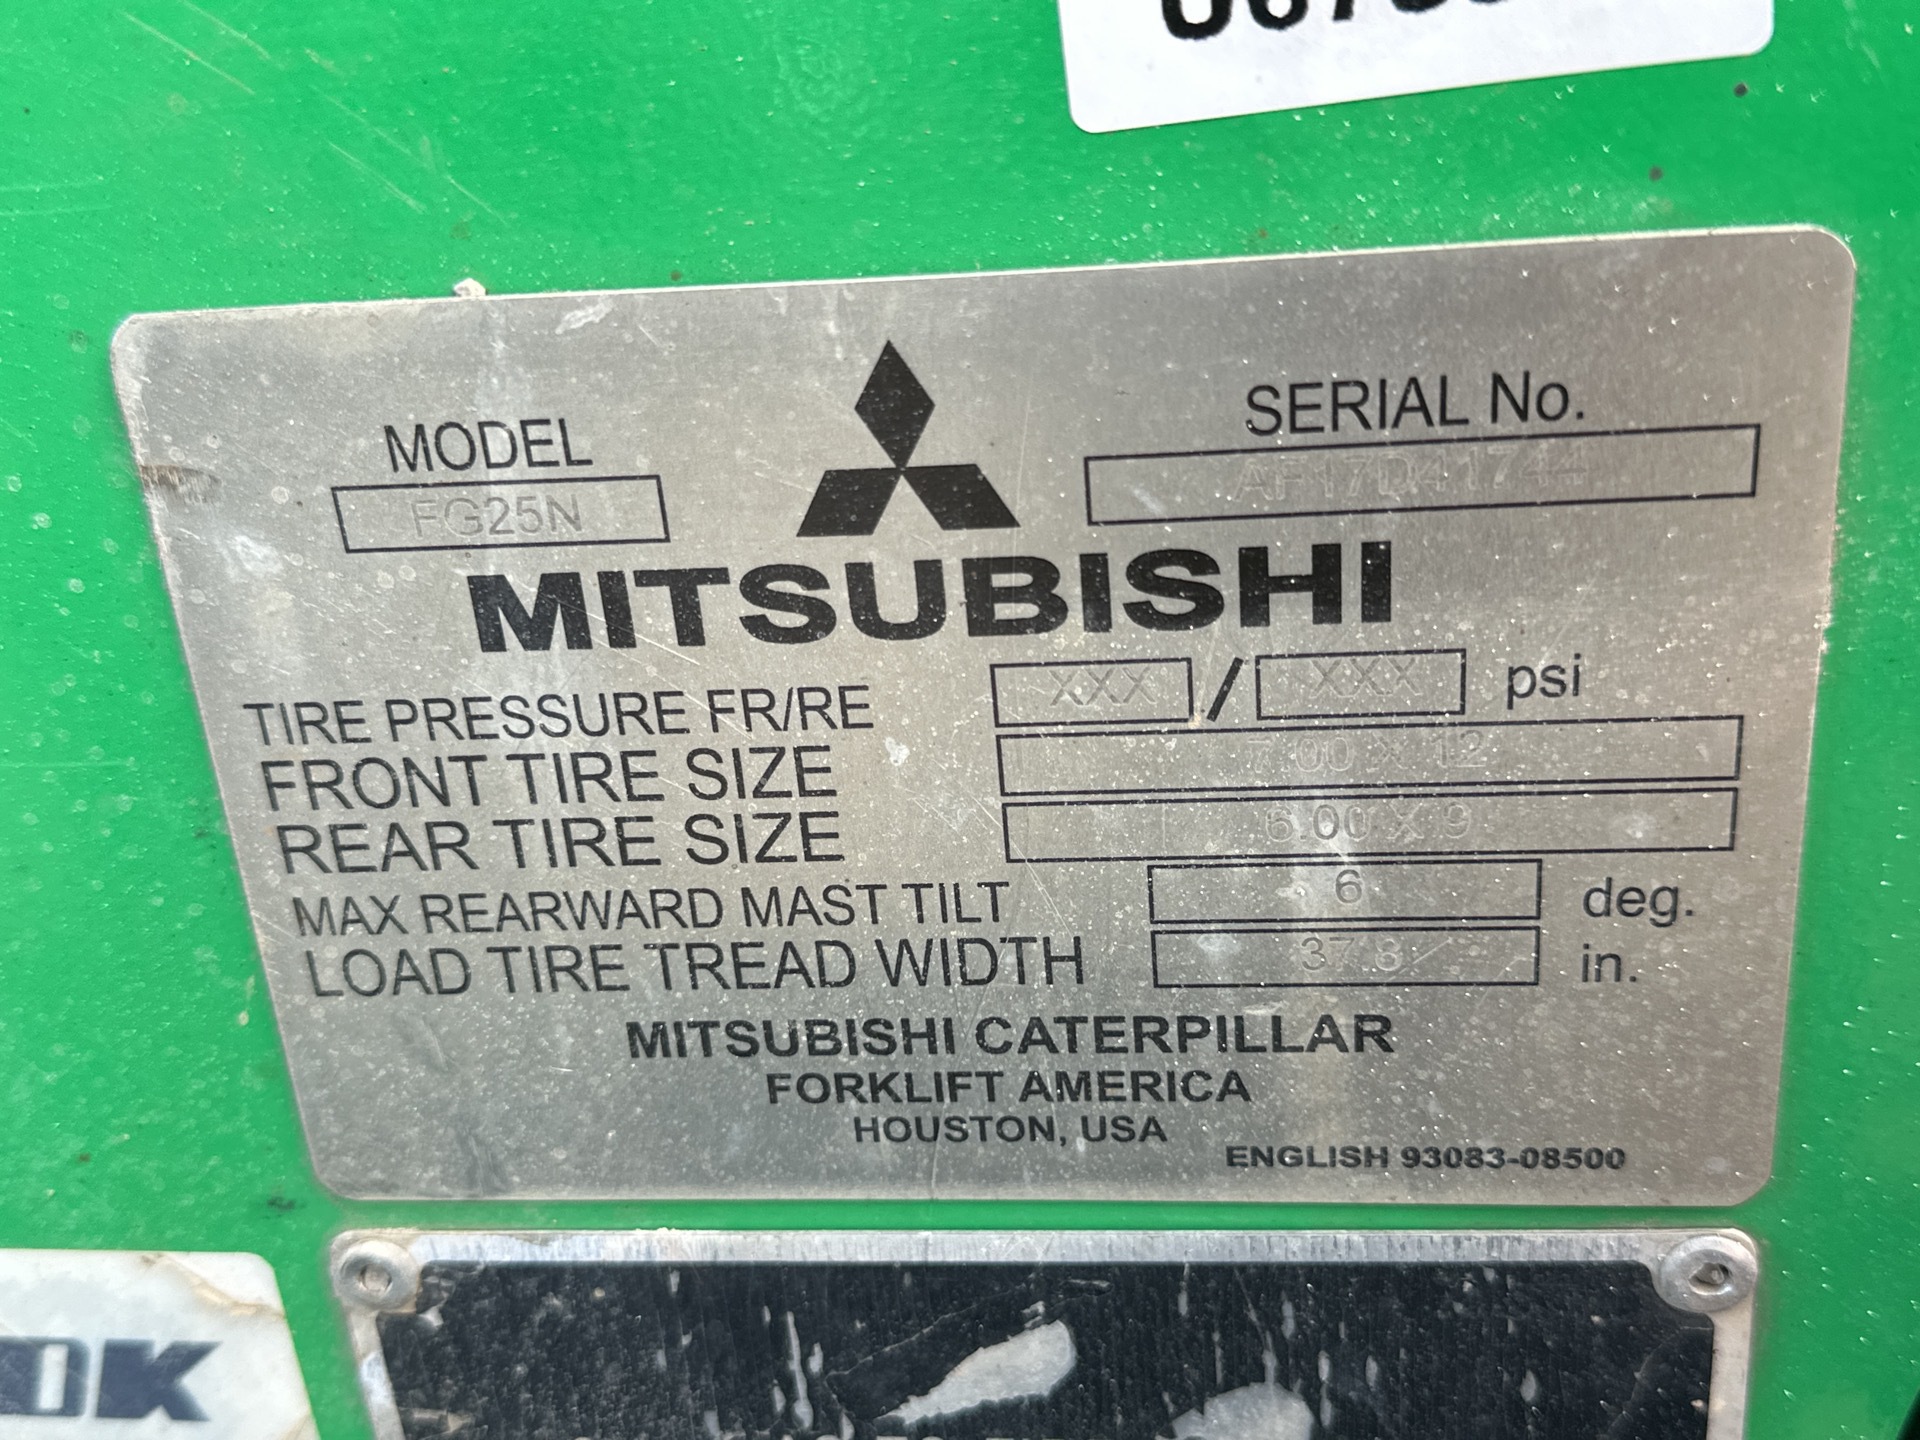 MODEL
FG25N
SERIAL No.
AF17D41744
MITSUBISHI
TIRE PRESSURE FR/RE XXX / XXX psi
FRONT TIRE SIZE 7.00 X 12
REAR TIRE SIZE 6.00 X 9
MAX REARWARD MAST TILT 6 deg.
LOAD TIRE TREAD WIDTH 37.8 in.
MITSUBISHI CATERPILLAR
FORKLIFT AMERICA
HOUSTON, USA
ENGLISH 93083-08500